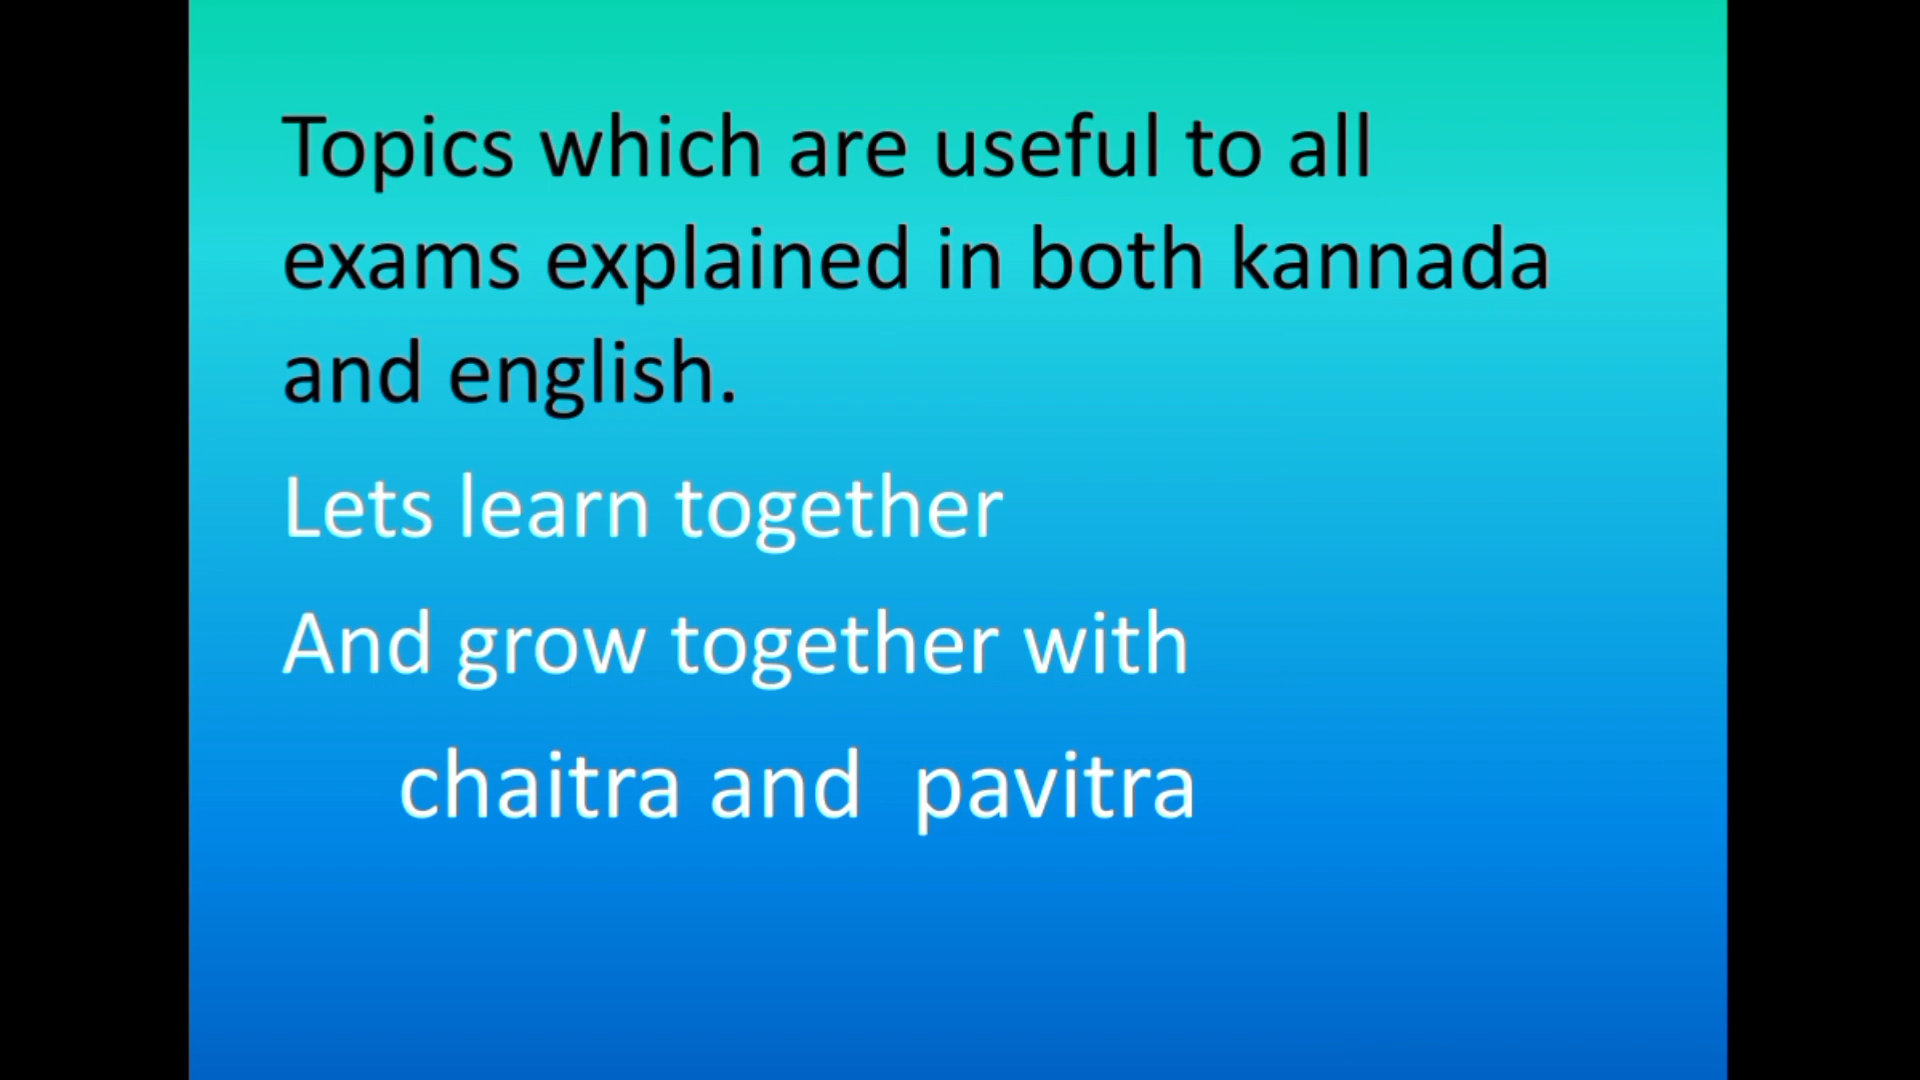 Topics which are useful to all
exams explained in both kannada
and english.
Lets learn together
And grow together with
chaitra and  pavitra